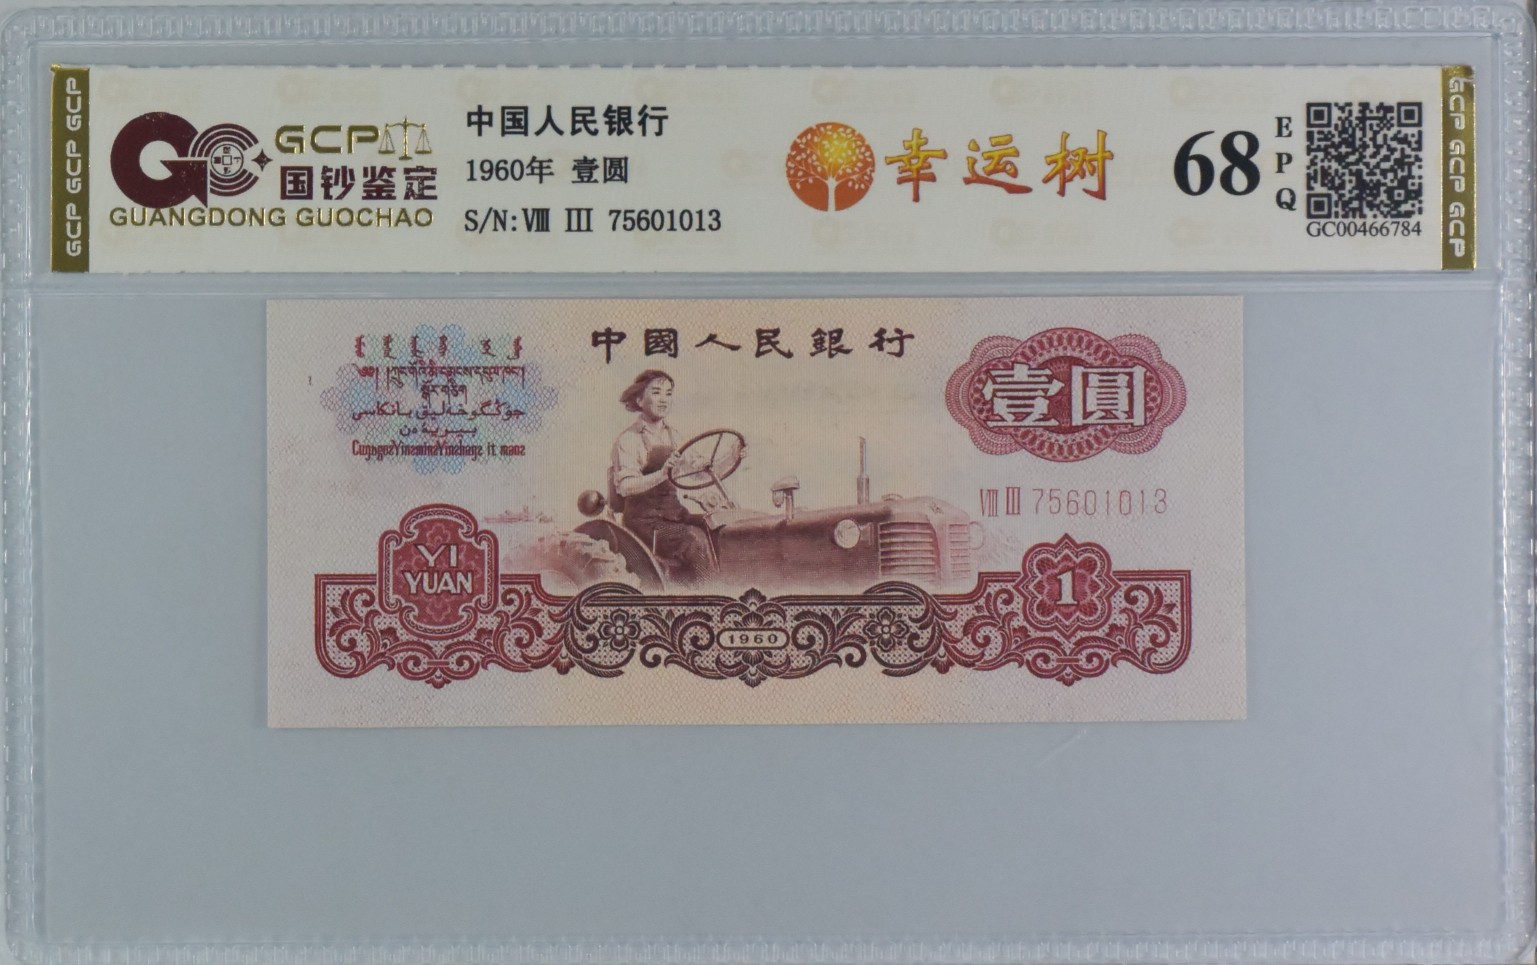 GCP GCP GCP
GCP
国钞鉴定
GUANGDONG GUOCHAO
中国人民银行
1960年 壹圆
S/N: Ⅷ Ⅲ 75601013
幸运树
68
EPQ
GC00466784
GCP GCP GCP
中國人民銀行
壹圓
1
Ⅷ Ⅲ 75601013
YI
YUAN
1960
1